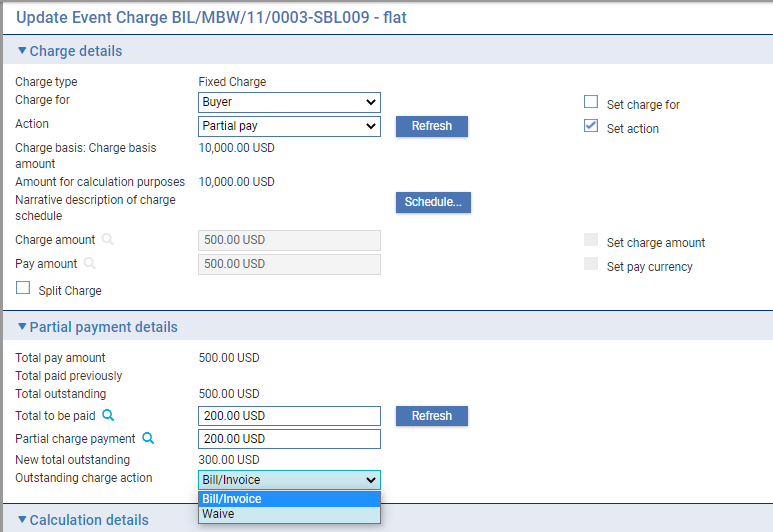 Update Event Charge BIL/MBW/11/0003-SBL009 - flat
Charge details
Charge type Fixed Charge
Charge for Buyer Set charge for
Action Partial pay Refresh Set action
Charge basis: Charge basis 10,000.00 USD
amount
Amount for calculation purposes 10,000.00 USD
Narrative description of charge Schedule...
schedule
Charge amount 500.00 USD Set charge amount
Pay amount 500.00 USD Set pay currency
Split Charge
Partial payment details
Total pay amount 500.00 USD
Total paid previously
Total outstanding 500.00 USD
Total to be paid 200.00 USD Refresh
Partial charge payment 200.00 USD
New total outstanding 300.00 USD
Outstanding charge action Bill/Invoice
Bill/Invoice
Waive
Calculation details